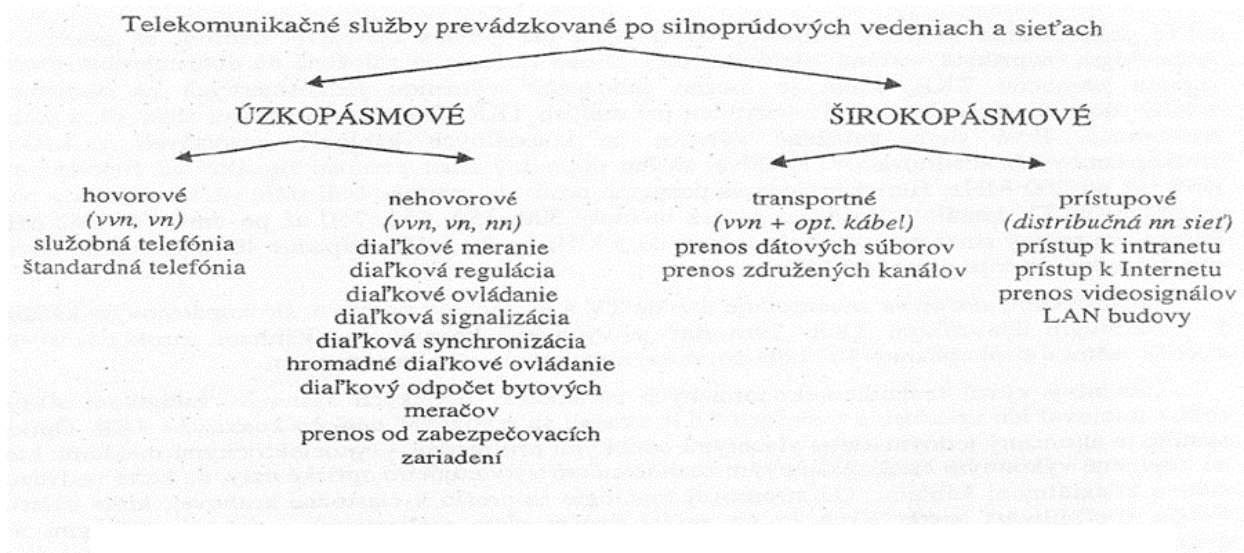 Telekomunikačné služby prevádzkované po silnoprúdových vedeniach a sieťach
ÚZKOPÁSMOVÉ
ŠIROKOPÁSMOVÉ
hovorové
(vvn, vn)
služobná telefónia
štandardná telefónia
nehovorové
(vvn, vn, nn)
diaľkové meranie
diaľková regulácia
diaľkové ovládanie
diaľková signalizácia
diaľková synchronizácia
hromadné diaľkové ovládanie
diaľkový odpočet bytových
meračov
prenos od zabezpečovacích
zariadení
transportné
(vvn + opt. kábel)
prenos dátových súborov
prenos združených kanálov
prístupové
(distribučná nn sieť)
prístup k intranetu
prístup k Internetu
prenos videosignálov
LAN budovy